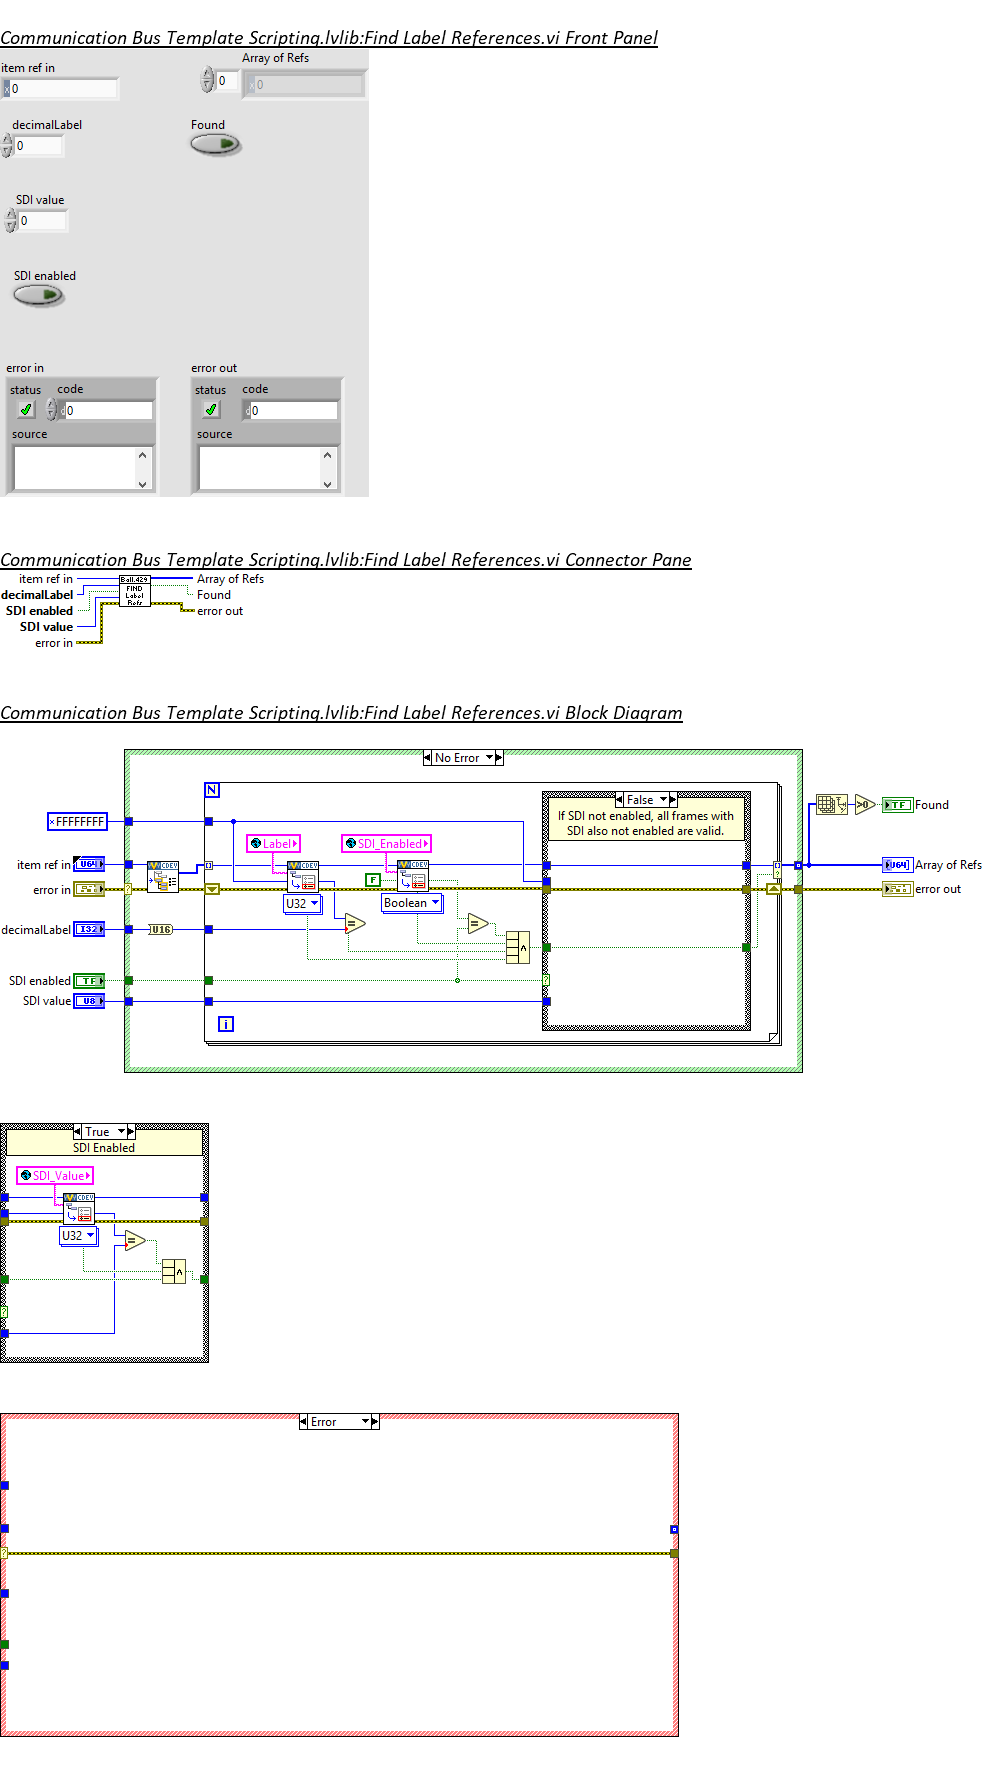 Communication Bus Template Scripting.lvlib:Find Label References.vi Front Panel
item ref in
x 0
Array of Refs
0
x 0
decimalLabel
0
Found
SDI value
0
SDI enabled
error in
status code
d 0
source
error out
status code
d 0
source
Communication Bus Template Scripting.lvlib:Find Label References.vi Connector Pane
item ref in
decimalLabel
SDI enabled
SDI value
error in
Ball.429
FIND
Label
Refs
Array of Refs
Found
error out
Communication Bus Template Scripting.lvlib:Find Label References.vi Block Diagram
No Error
N
x FFFFFFFF
item ref in
U64
error in
decimalLabel
I32
U16
SDI enabled
TF
SDI value
U8
Label
CDEV
CDEV
U32
=
SDI_Enabled
F
CDEV
Boolean
=
∧
i
False
If SDI not enabled, all frames with
SDI also not enabled are valid.
?
>0
TF
Found
U64
Array of Refs
error out
True
SDI Enabled
SDI_Value
CDEV
U32
=
∧
?
Error
?